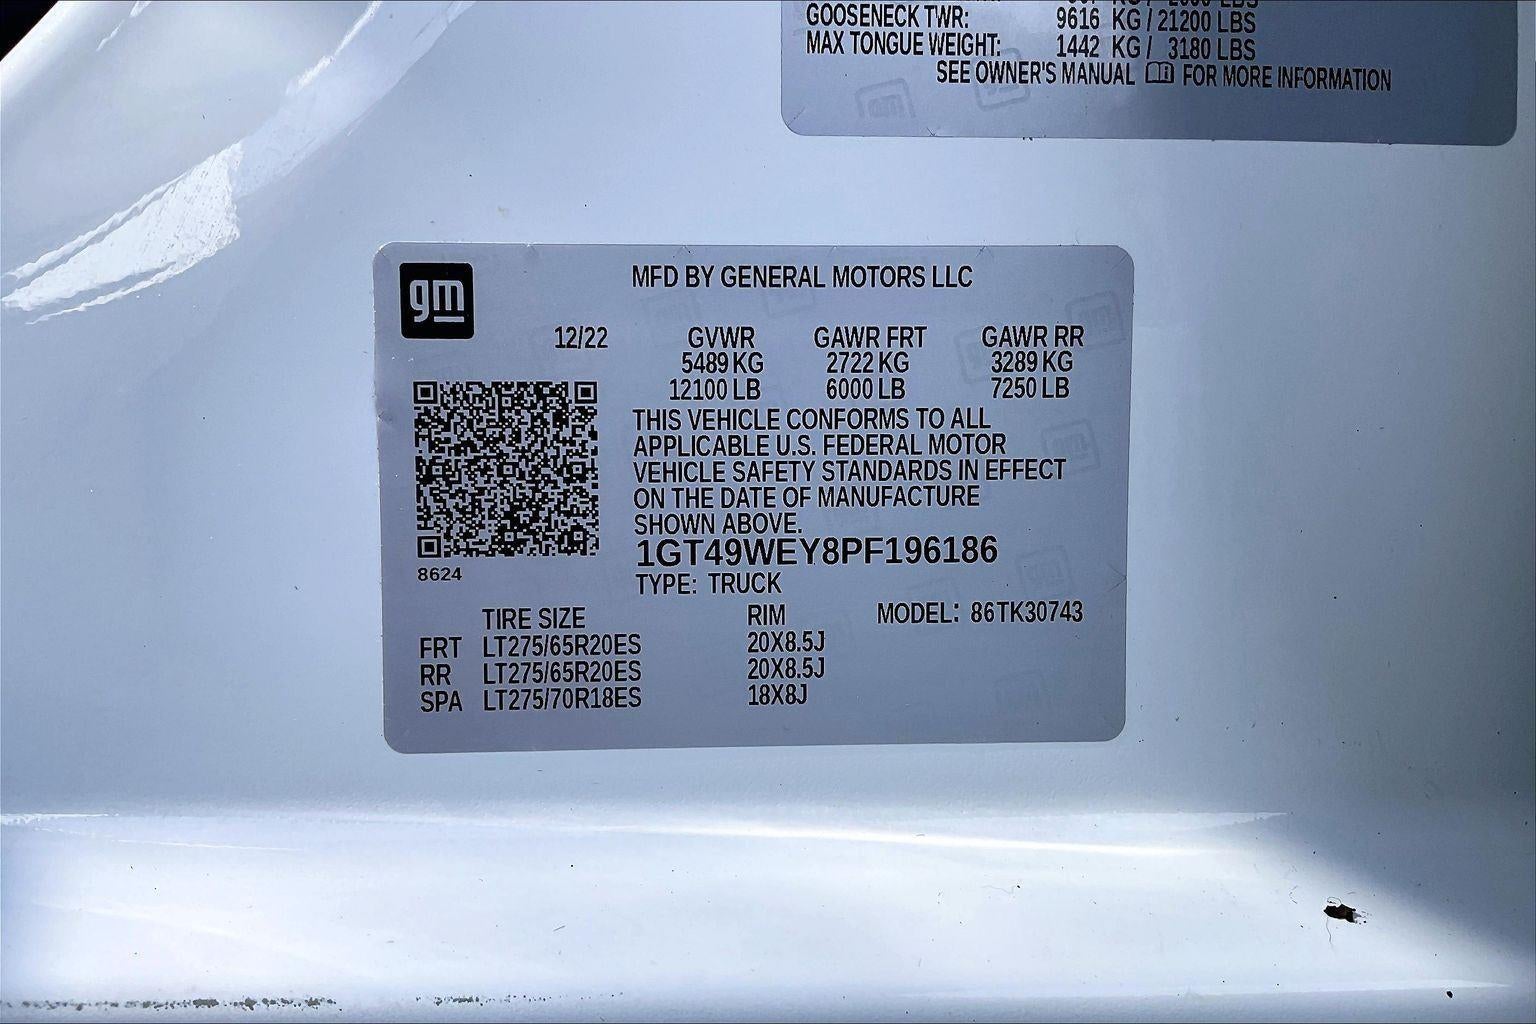 GOOSENECK TWR: 9616 KG / 21200 LBS
MAX TONGUE WEIGHT: 1442 KG / 3180 LBS
SEE OWNER'S MANUAL FOR MORE INFORMATION
gm
MFD BY GENERAL MOTORS LLC
12/22 GVWR GAWR FRT GAWR RR
5489 KG 2722 KG 3289 KG
12100 LB 6000 LB 7250 LB
THIS VEHICLE CONFORMS TO ALL
APPLICABLE U.S. FEDERAL MOTOR
VEHICLE SAFETY STANDARDS IN EFFECT
ON THE DATE OF MANUFACTURE
SHOWN ABOVE.
1GT49WEY8PF196186
8624
TYPE: TRUCK
TIRE SIZE RIM MODEL: 86TK30743
FRT LT275/65R20ES 20X8.5J
RR LT275/65R20ES 20X8.5J
SPA LT275/70R18ES 18X8J